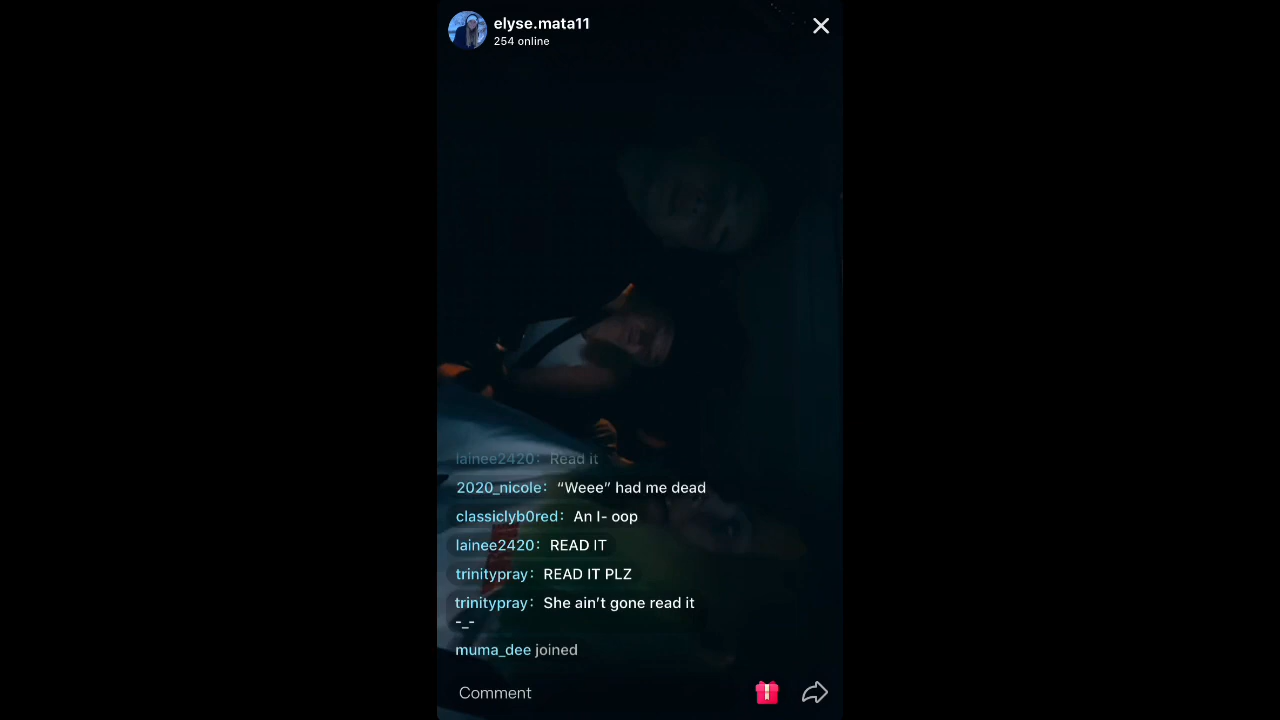 elyse.mata11
254 online
lainee2420: Read it
2020_nicole: “Weee” had me dead
classiclyb0red: An I- oop
lainee2420: READ IT
trinitypray: READ IT PLZ
trinitypray: She ain’t gone read it
-_-
muma_dee joined
Comment